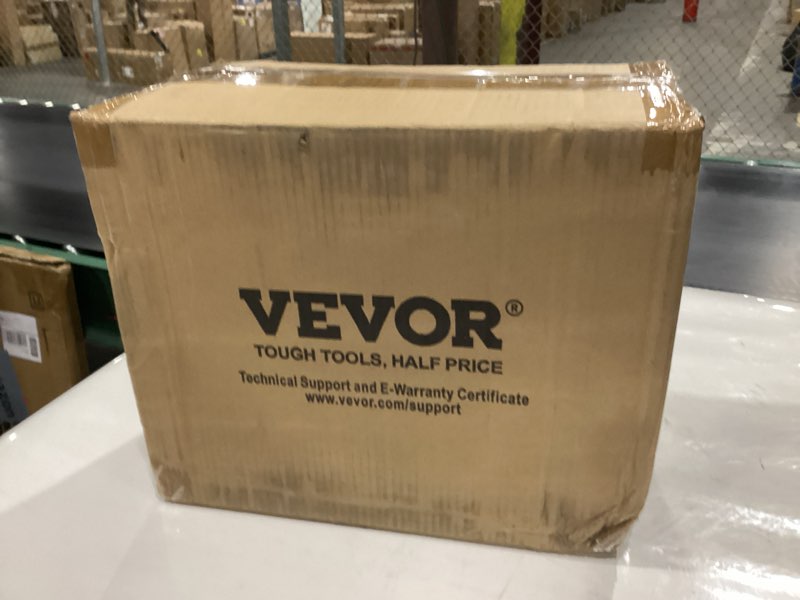 VEVOR®
TOUGH TOOLS, HALF PRICE
Technical Support and E-Warranty Certificate
www.vevor.com/support